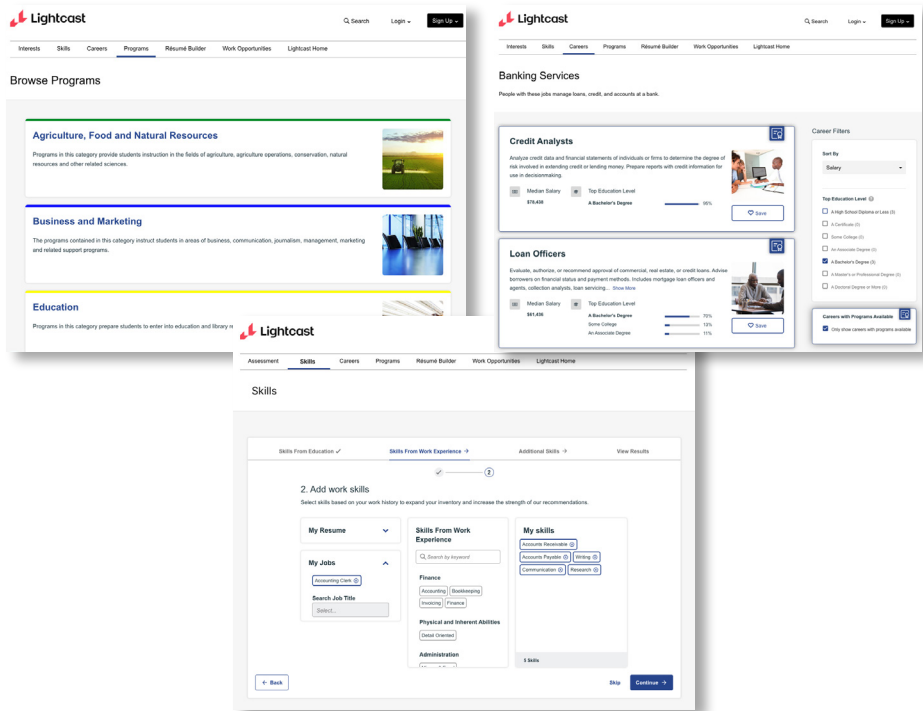 Lightcast
Search
Login
Sign Up
Interests Skills Careers Programs Résumé Builder Work Opportunities Lightcast Home
Browse Programs
Agriculture, Food and Natural Resources
Programs in this category provide students instruction in the fields of agriculture, agriculture operations, conservation, natural
resources and other related sciences.
Business and Marketing
The programs contained in this category instruct students in areas of business, communication, journalism, management, marketing
and related support programs.
Education
Programs in this category prepare students to enter into education and library
Lightcast
Search
Login
Sign Up
Interests Skills Careers Programs Résumé Builder Work Opportunities Lightcast Home
Banking Services
People with these jobs manage loans, credit, and accounts at a bank.
Credit Analysts
Analyze credit data and financial statements of individuals or firms to determine the degree of
risk involved in extending credit or lending money. Prepare reports with credit information for
use in decisionmaking.
Median Salary
$78,438
Top Education Level
A Bachelor's Degree
Save
Loan Officers
Evaluate, authorize, or recommend approval of commercial, real estate, or credit loans. Advise
borrowers on financial status and payment methods. Includes mortgage loan officers and
agents, collection analysts, loan servicing... Show More
Median Salary
$61,438
Top Education Level
A Bachelor's Degree 70%
Some College 13%
An Associate Degree 11%
Save
Career Filters
Sort By
Salary
Top Education Level
A High School Diploma or Less (3)
A Certificate (0)
Some College (0)
An Associate Degree (0)
A Bachelor's Degree (3)
A Master's or Professional Degree (0)
A Doctoral Degree or More (0)
Careers with Programs Available
Only show careers with programs available
Lightcast
Assessment Skills Careers Programs Résumé Builder Work Opportunities Lightcast Home
Skills
Skills From Education ✓ Skills From Work Experience → Additional Skills → View Results
2
2. Add work skills
Select skills based on your work history to expand your inventory and increase the strength of our recommendations.
My Resume
My Jobs
Accounting Clerk
Search Job Title
Select...
Skills From Work
Experience
Search by keyword
Finance
Accounting Bookkeeping
Invoicing Finance
Physical and Inherent Abilities
Detail Oriented
Administration
My skills
Accounts Receivable
Accounts Payable Writing
Communication Research
5 Skills
← Back
Skip
Continue →